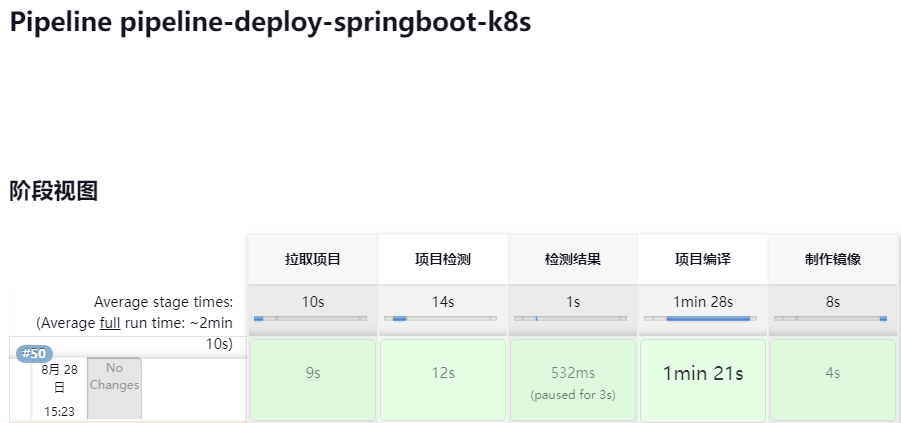 Pipeline pipeline-deploy-springboot-k8s
阶段视图
拉取项目 项目检测 检测结果 项目编译 制作镜像
Average stage times: 10s 14s 1s 1min 28s 8s
(Average full run time: ~2min
10s)
#50
8月 28
日
15:23
No
Changes
9s 12s 532ms 1min 21s 4s
(paused for 3s)